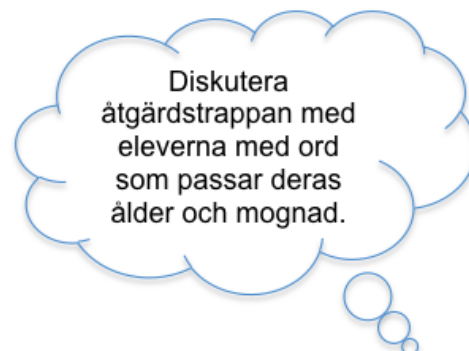 Diskutera
åtgärdstrappan med
eleverna med ord
som passar deras
ålder och mognad.